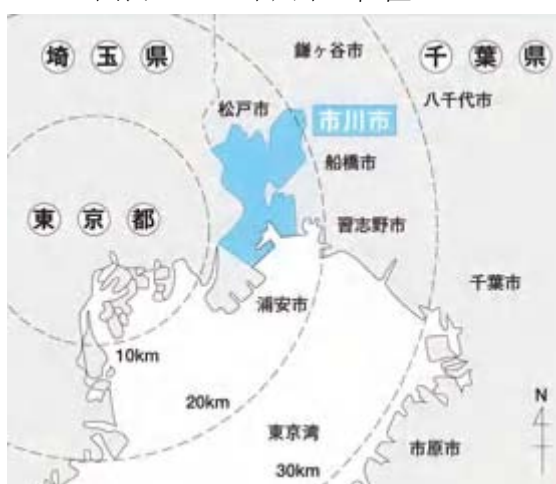 埼玉県
鎌ヶ谷市
千葉県
八千代市
松戸市
市川市
船橋市
東京都
習志野市
千葉市
浦安市
10km
20km
東京湾
30km
市原市
N